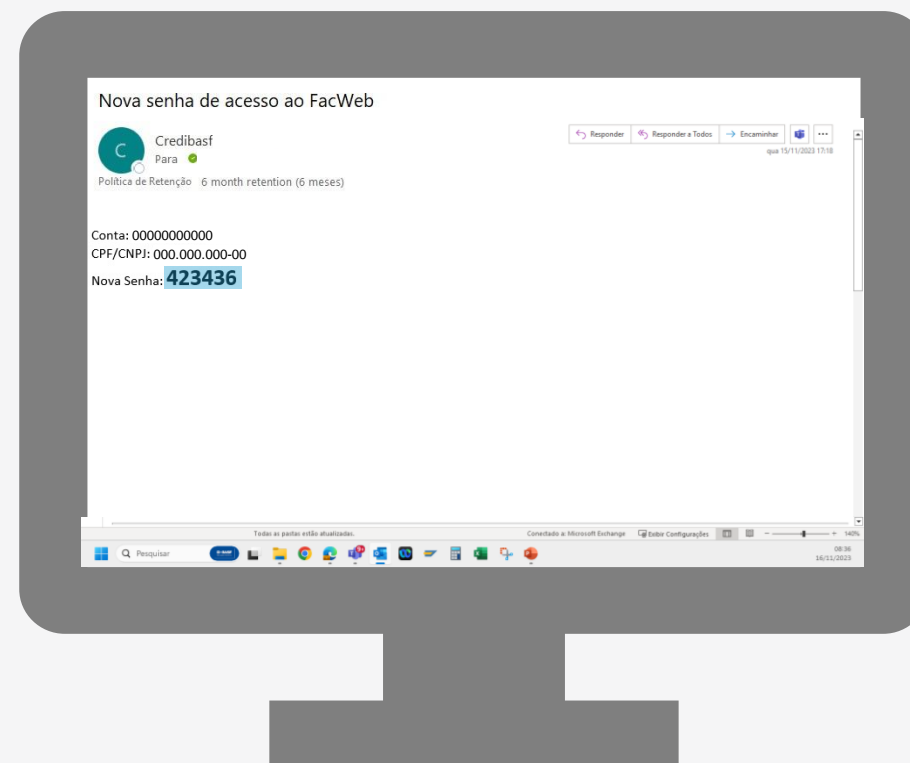 Nova senha de acesso ao FacWeb
C
Credibasf
Para
Responder
Responder a Todos
Encaminhar
qua 15/11/2023 17:18
Política de Retenção 6 month retention (6 meses)
Conta: 00000000000
CPF/CNPJ: 000.000.000-00
Nova Senha: 423436
Todas as pastas estão atualizadas.
Conectado a: Microsoft Exchange
Exibir Configurações
140%
Pesquisar
08:36
16/11/2023